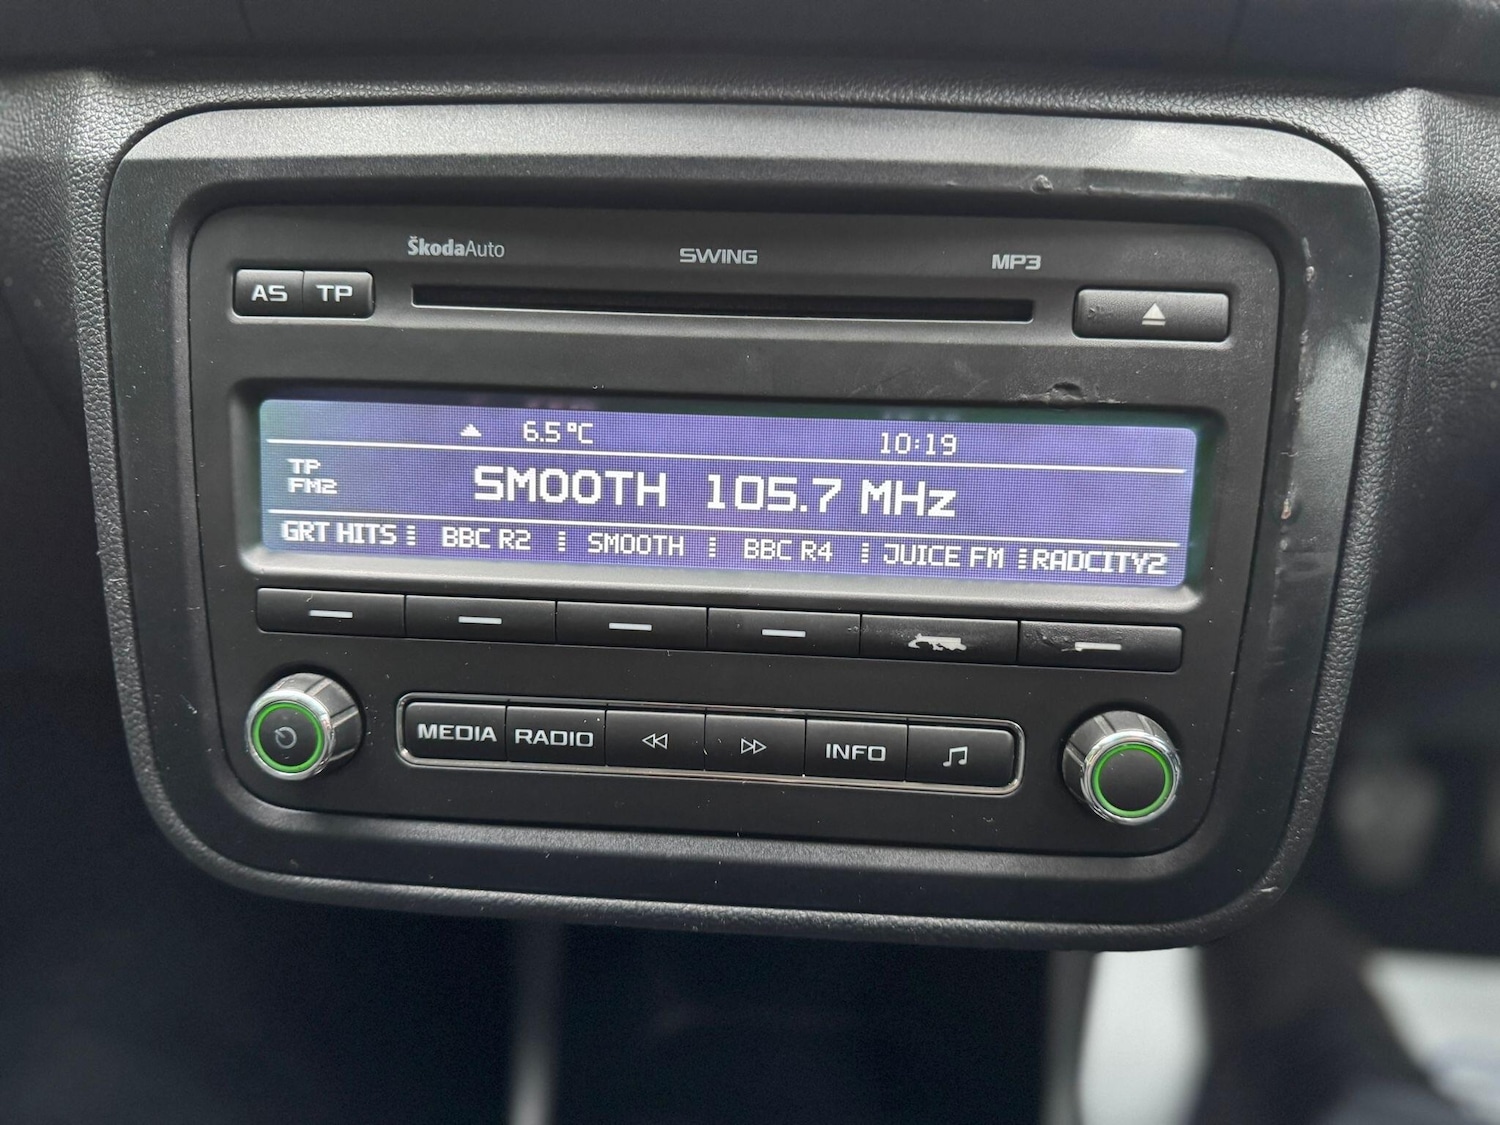 ŠkodaAuto SWING MP3
AS TP
6.5°C 10:19
TP
FM2
SMOOTH 105.7 MHz
GRT HITS BBC R2 SMOOTH BBC R4 JUICE FM RADCITY2
MEDIA RADIO INFO